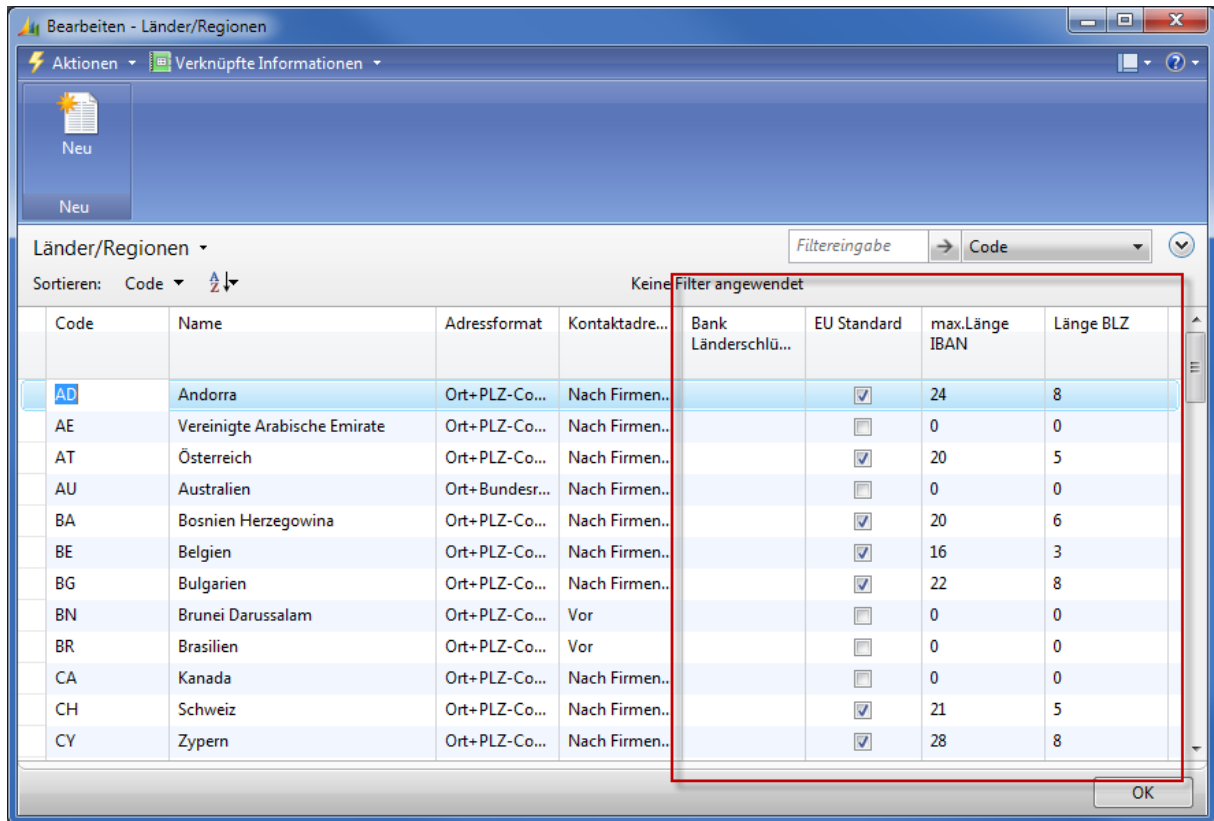 Bearbeiten - Länder/Regionen
Aktionen Verknüpfte Informationen
Neu
Neu
Länder/Regionen Filtereingabe Code
Sortieren: Code Keine Filter angewendet
Code Name Adressformat Kontaktadre... Bank Länderschlü... EU Standard max.Länge IBAN Länge BLZ
AD Andorra Ort+PLZ-Co... Nach Firmen... 24 8
AE Vereinigte Arabische Emirate Ort+PLZ-Co... Nach Firmen... 0 0
AT Österreich Ort+PLZ-Co... Nach Firmen... 20 5
AU Australien Ort+Bundesr... Nach Firmen... 0 0
BA Bosnien Herzegowina Ort+PLZ-Co... Nach Firmen... 20 6
BE Belgien Ort+PLZ-Co... Nach Firmen... 16 3
BG Bulgarien Ort+PLZ-Co... Nach Firmen... 22 8
BN Brunei Darussalam Ort+PLZ-Co... Vor 0 0
BR Brasilien Ort+PLZ-Co... Vor 0 0
CA Kanada Ort+PLZ-Co... Nach Firmen... 0 0
CH Schweiz Ort+PLZ-Co... Nach Firmen... 21 5
CY Zypern Ort+PLZ-Co... Nach Firmen... 28 8
OK